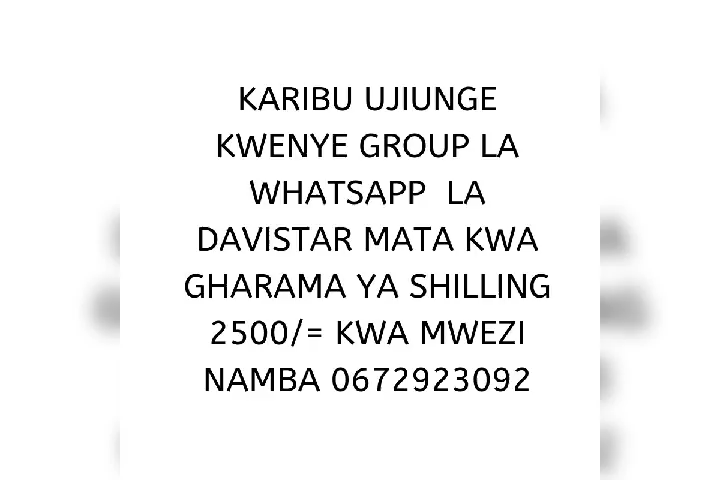 KARIBU UJIUNGE
KWENYE GROUP LA
WHATSAPP LA
DAVISTAR MATA KWA
GHARAMA YA SHILLING
2500/= KWA MWEZI
NAMBA 0672923092